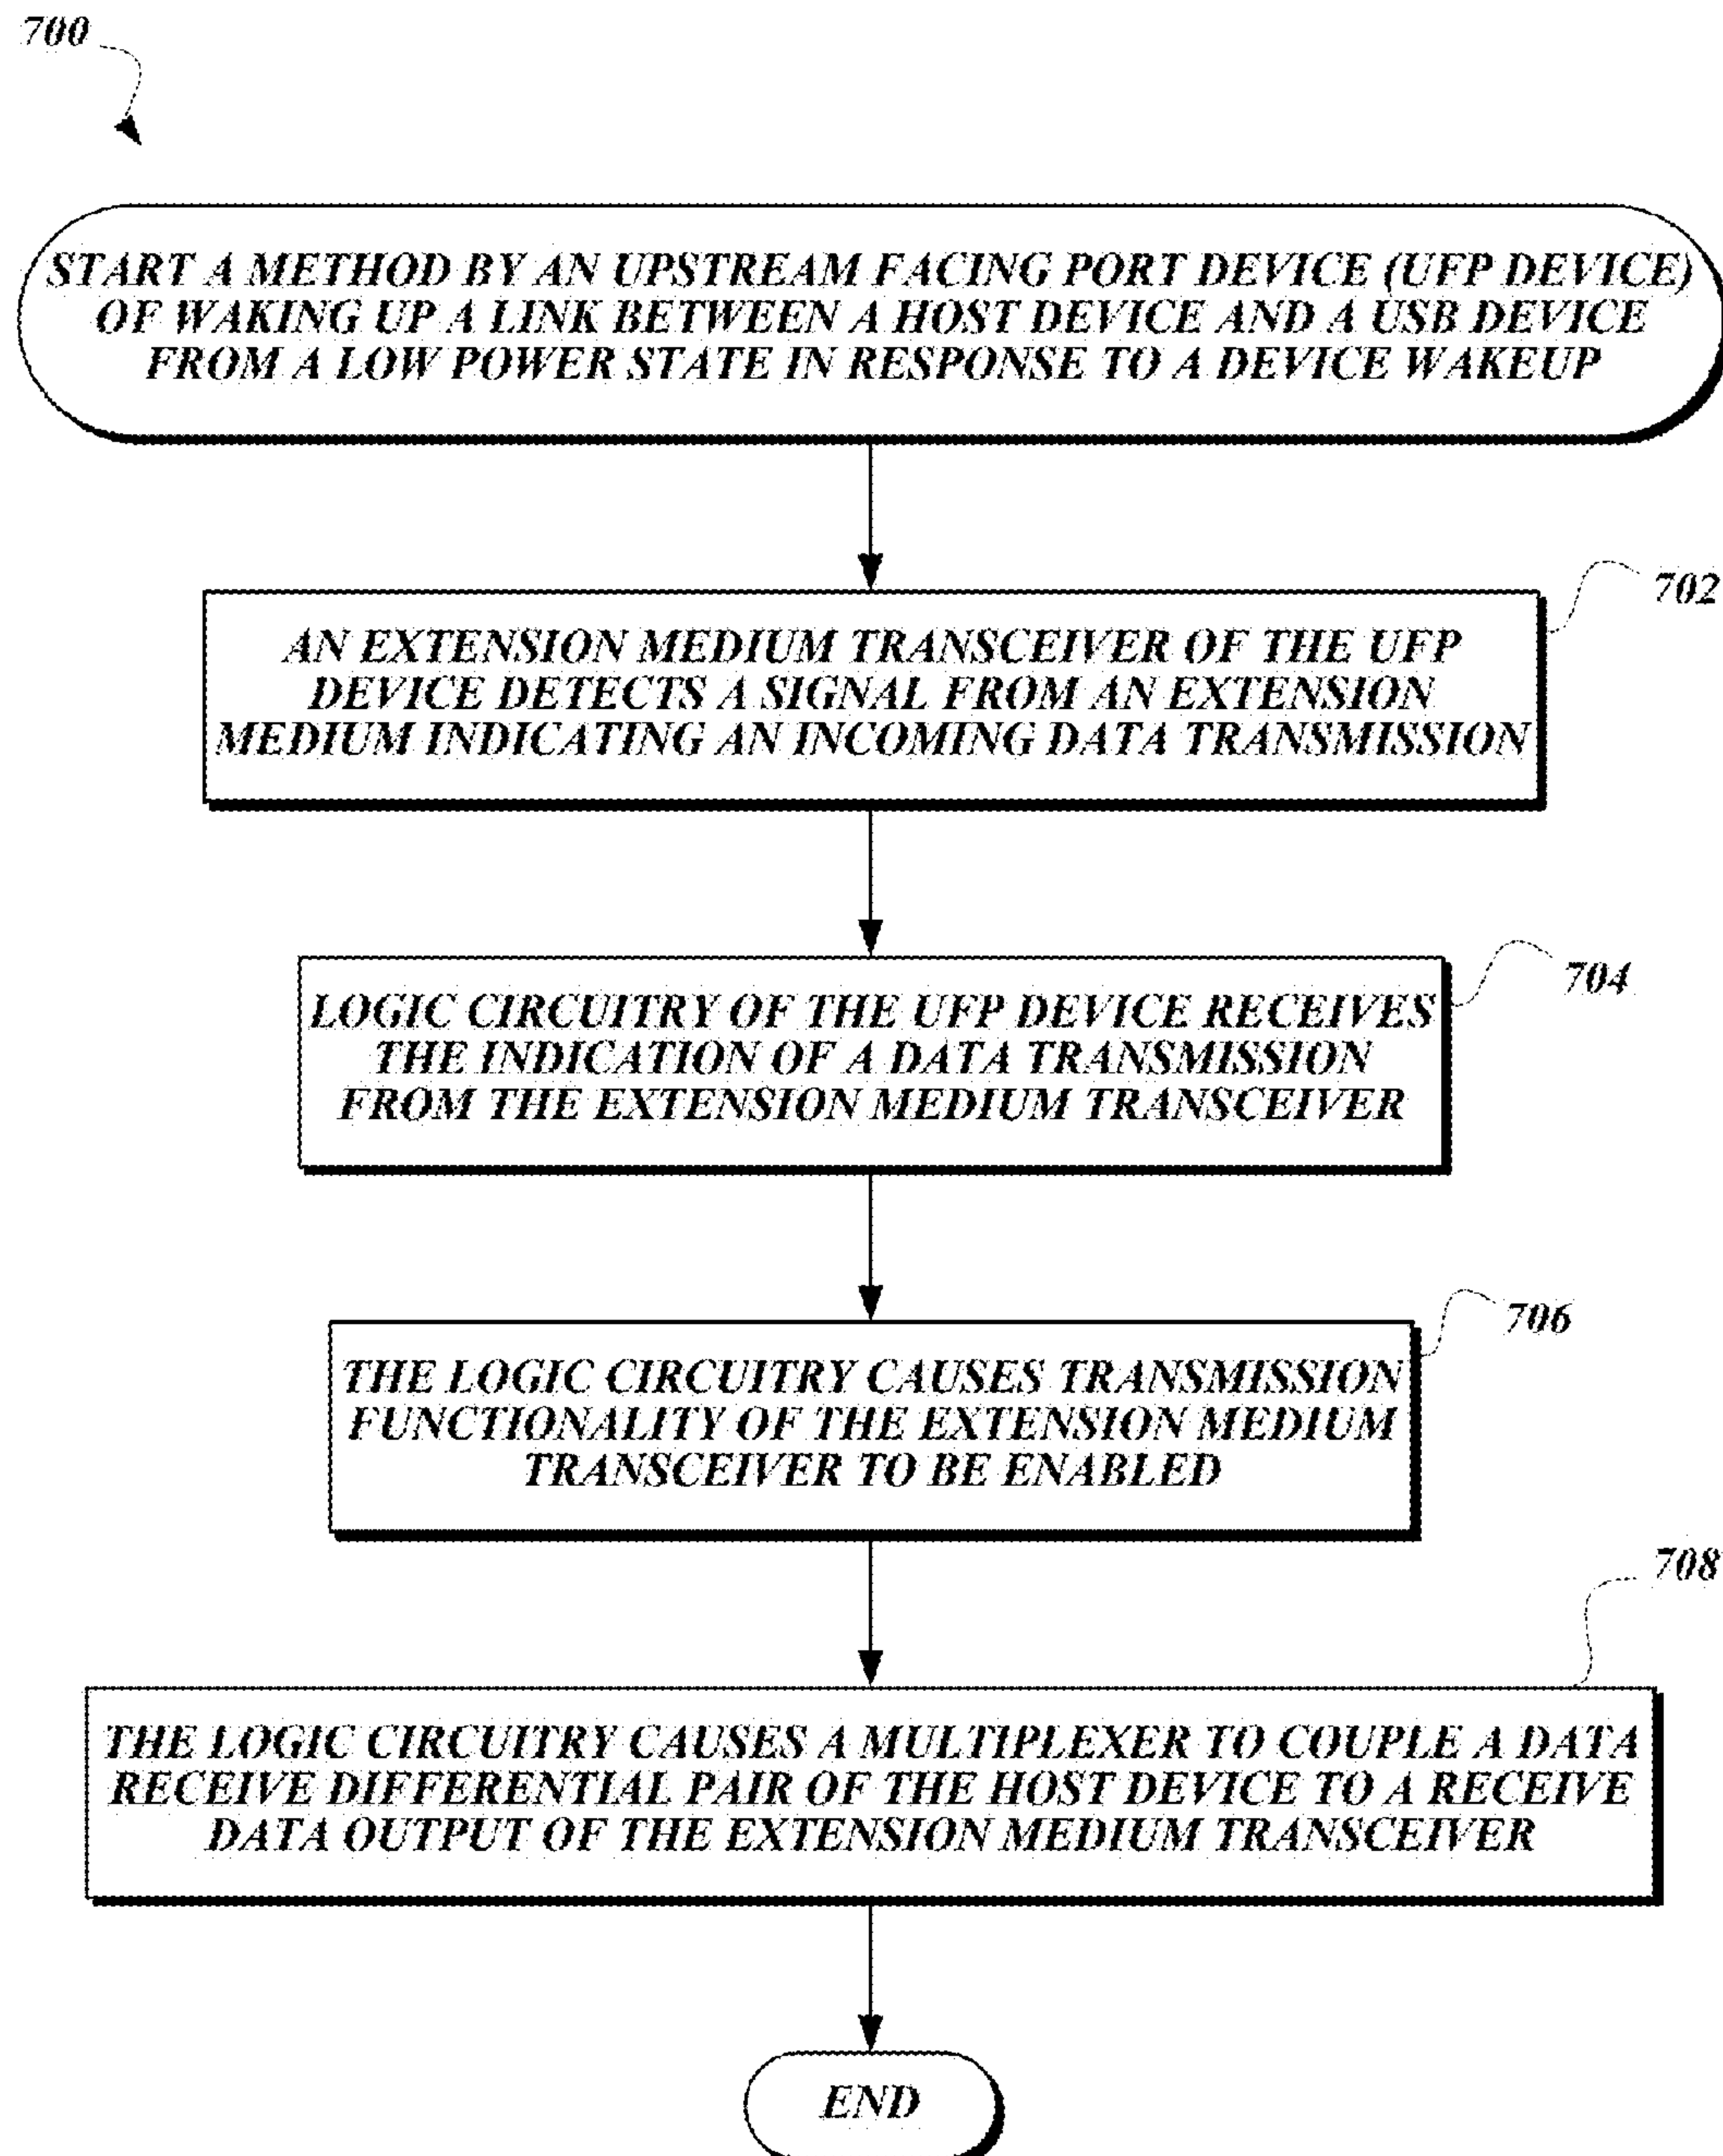 700
START A METHOD BY AN UPSTREAM FACING PORT DEVICE (UFP DEVICE)
OF WAKING UP A LINK BETWEEN A HOST DEVICE AND A USB DEVICE
FROM A LOW POWER STATE IN RESPONSE TO A DEVICE WAKEUP
702
AN EXTENSION MEDIUM TRANSCEIVER OF THE UFP
DEVICE DETECTS A SIGNAL FROM AN EXTENSION
MEDIUM INDICATING AN INCOMING DATA TRANSMISSION
704
LOGIC CIRCUITRY OF THE UFP DEVICE RECEIVES
THE INDICATION OF A DATA TRANSMISSION
FROM THE EXTENSION MEDIUM TRANSCEIVER
706
THE LOGIC CIRCUITRY CAUSES TRANSMISSION
FUNCTIONALITY OF THE EXTENSION MEDIUM
TRANSCEIVER TO BE ENABLED
708
THE LOGIC CIRCUITRY CAUSES A MULTIPLEXER TO COUPLE A DATA
RECEIVE DIFFERENTIAL PAIR OF THE HOST DEVICE TO A RECEIVE
DATA OUTPUT OF THE EXTENSION MEDIUM TRANSCEIVER
END